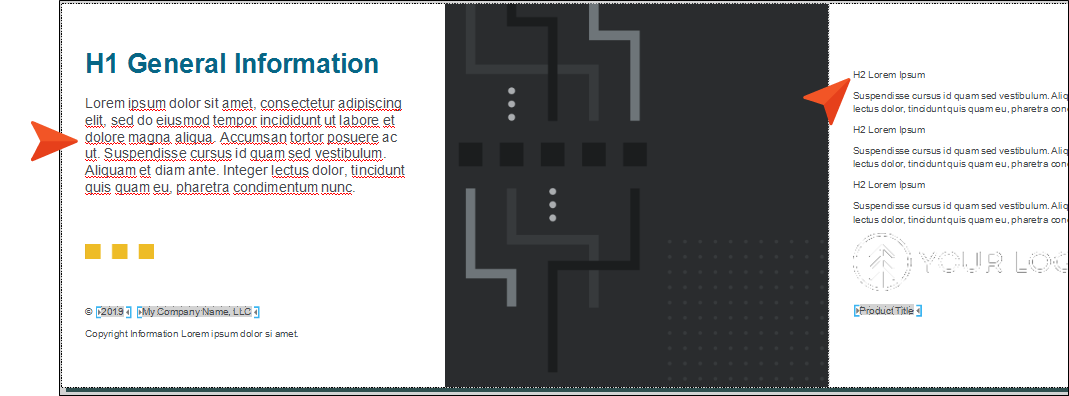 H1 General Information
Lorem ipsum dolor sit amet, consectetur adipiscing
elit, sed do eiusmod tempor incididunt ut labore et
dolore magna aliqua. Accumsan tortor posuere ac
ut. Suspendisse cursus id quam sed vestibulum.
Aliquam et diam ante. Integer lectus dolor, tincidunt
quis quam eu, pharetra condimentum nunc.
© 2019 My Company Name, LLC
Copyright Information Lorem ipsum dolor si amet.
H2 Lorem Ipsum
Suspendisse cursus id quam sed vestibulum. Aliq
lectus dolor, tincidunt quis quam eu, pharetra con
H2 Lorem Ipsum
Suspendisse cursus id quam sed vestibulum. Aliq
lectus dolor, tincidunt quis quam eu, pharetra con
H2 Lorem Ipsum
Suspendisse cursus id quam sed vestibulum. Aliq
lectus dolor, tincidunt quis quam eu, pharetra con
YOUR LOG
Product Title